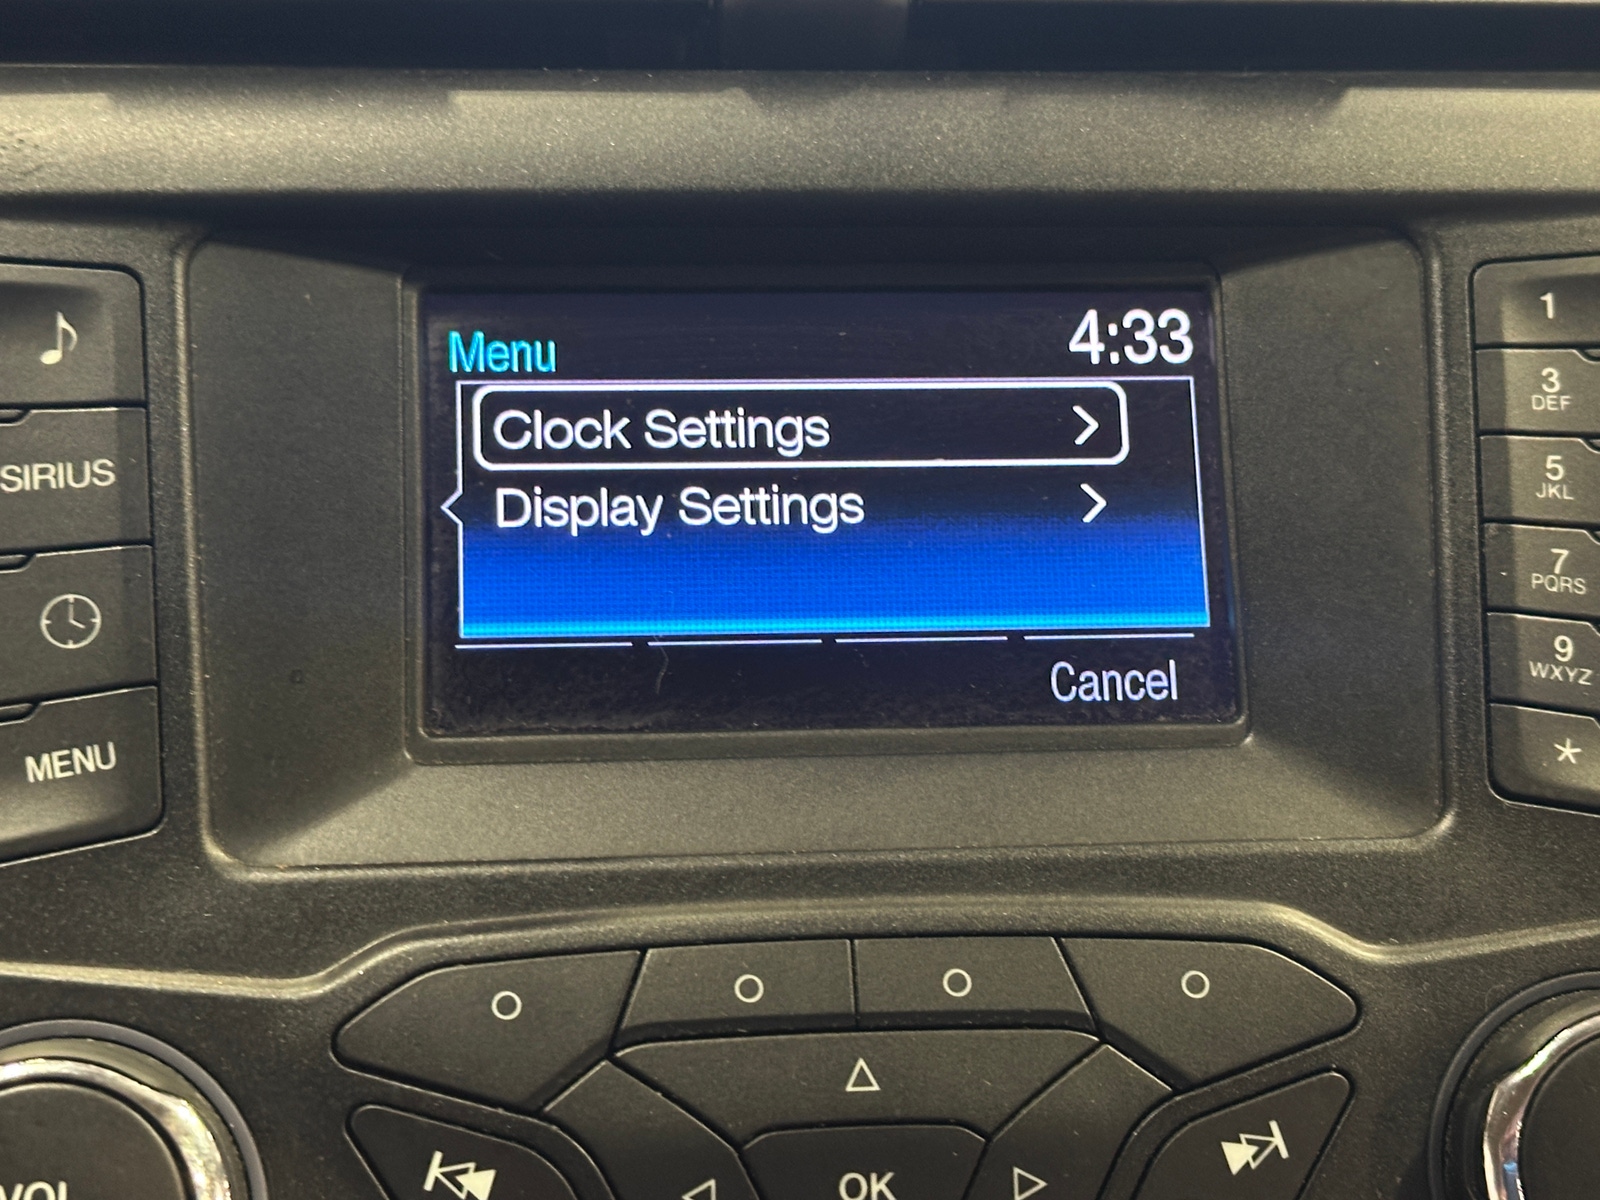 Menu
4:33
Clock Settings
Display Settings
Cancel
SIRIUS
MENU
1
3
DEF
5
JKL
7
PQRS
9
WXYZ
*
OK
VOL